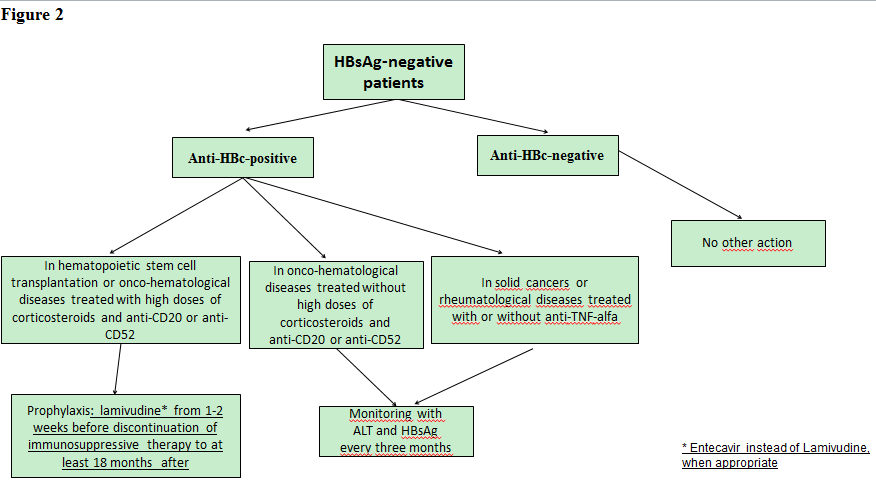 Figure 2
HBsAg-negative
patients
Anti-HBc-positive
Anti-HBc-negative
No other action
In hematopoietic stem cell
transplantation or onco-hematological
diseases treated with high doses of
corticosteroids and anti-CD20 or anti-
CD52
In onco-hematological
diseases treated without
high doses of
corticosteroids and
anti-CD20 or anti-CD52
In solid cancers or
rheumatological diseases treated
with or without anti-TNF-alfa
Prophylaxis: lamivudine* from 1-2
weeks before discontinuation of
immunosuppressive therapy to at
least 18 months after
Monitoring with
ALT and HBsAg
every three months
* Entecavir instead of Lamivudine,
when appropriate